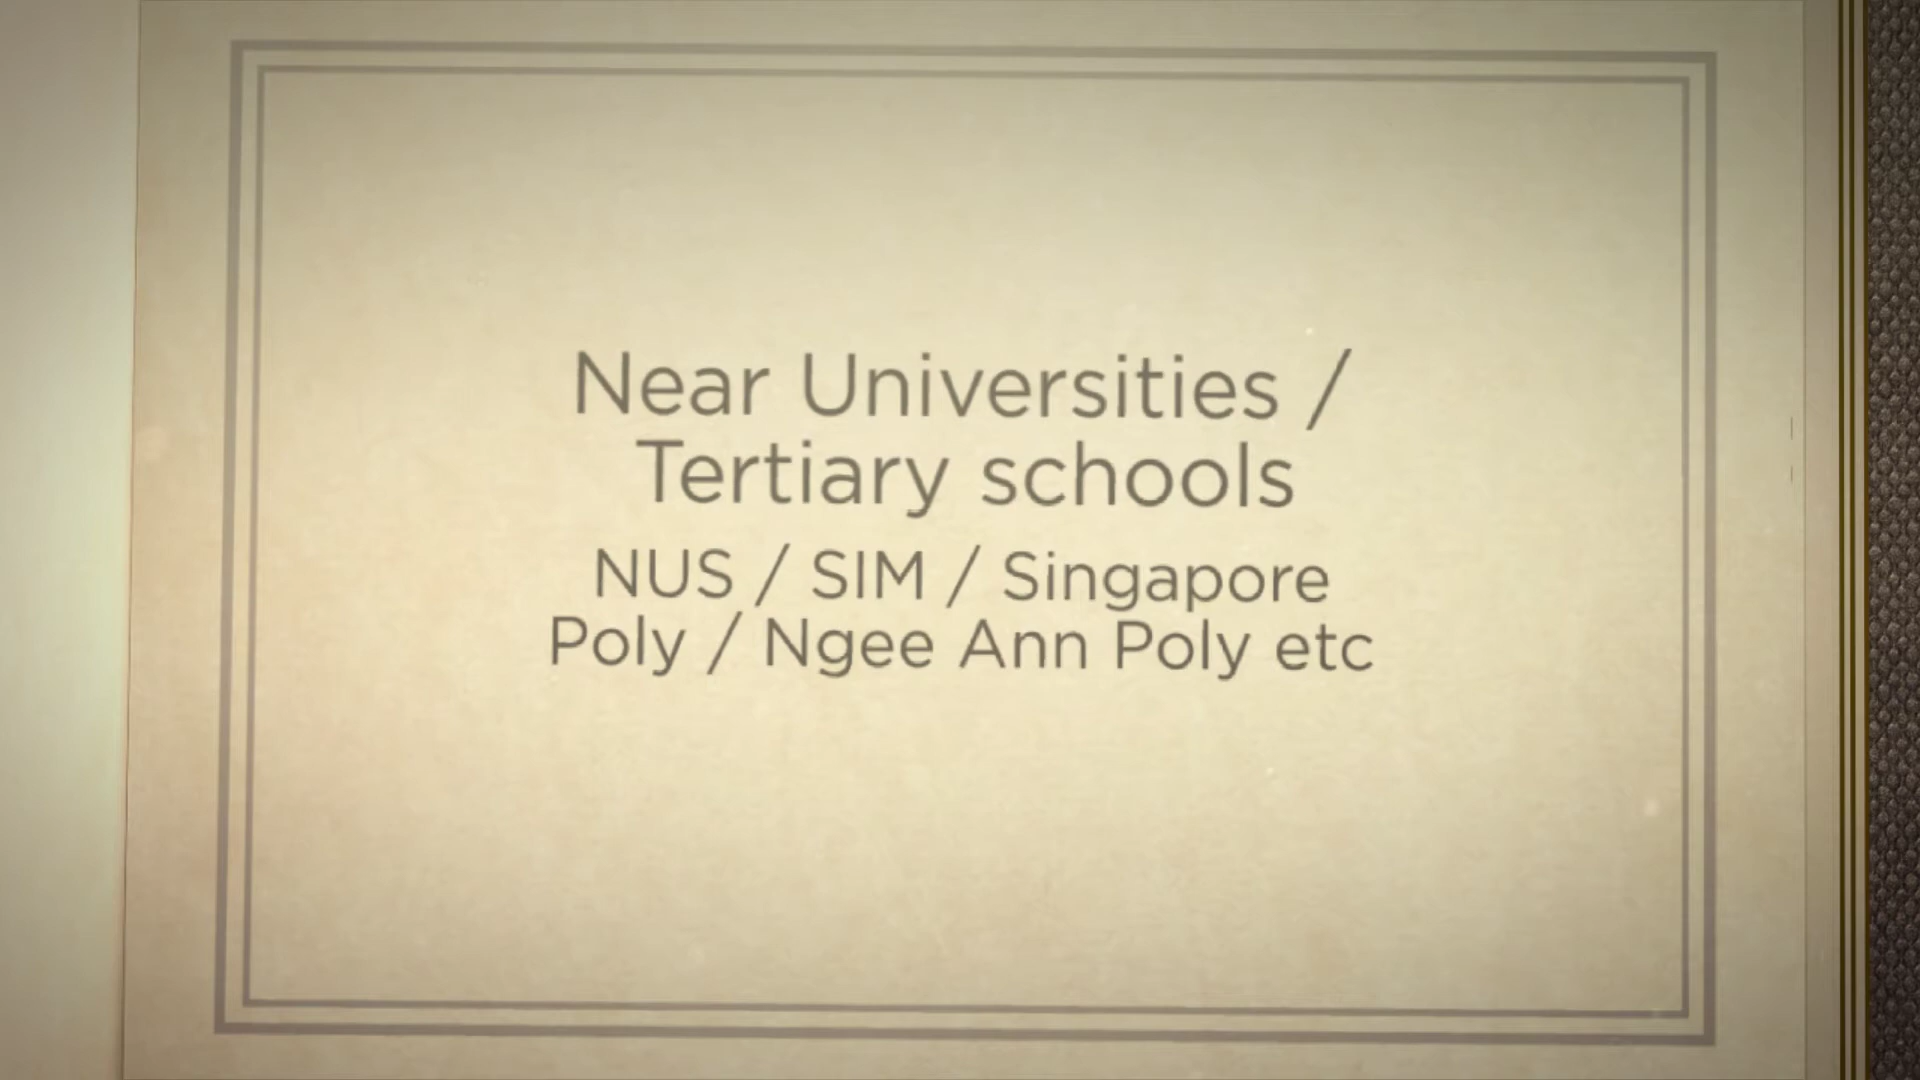 Near Universities /
Tertiary schools
NUS / SIM / Singapore
Poly / Ngee Ann Poly etc